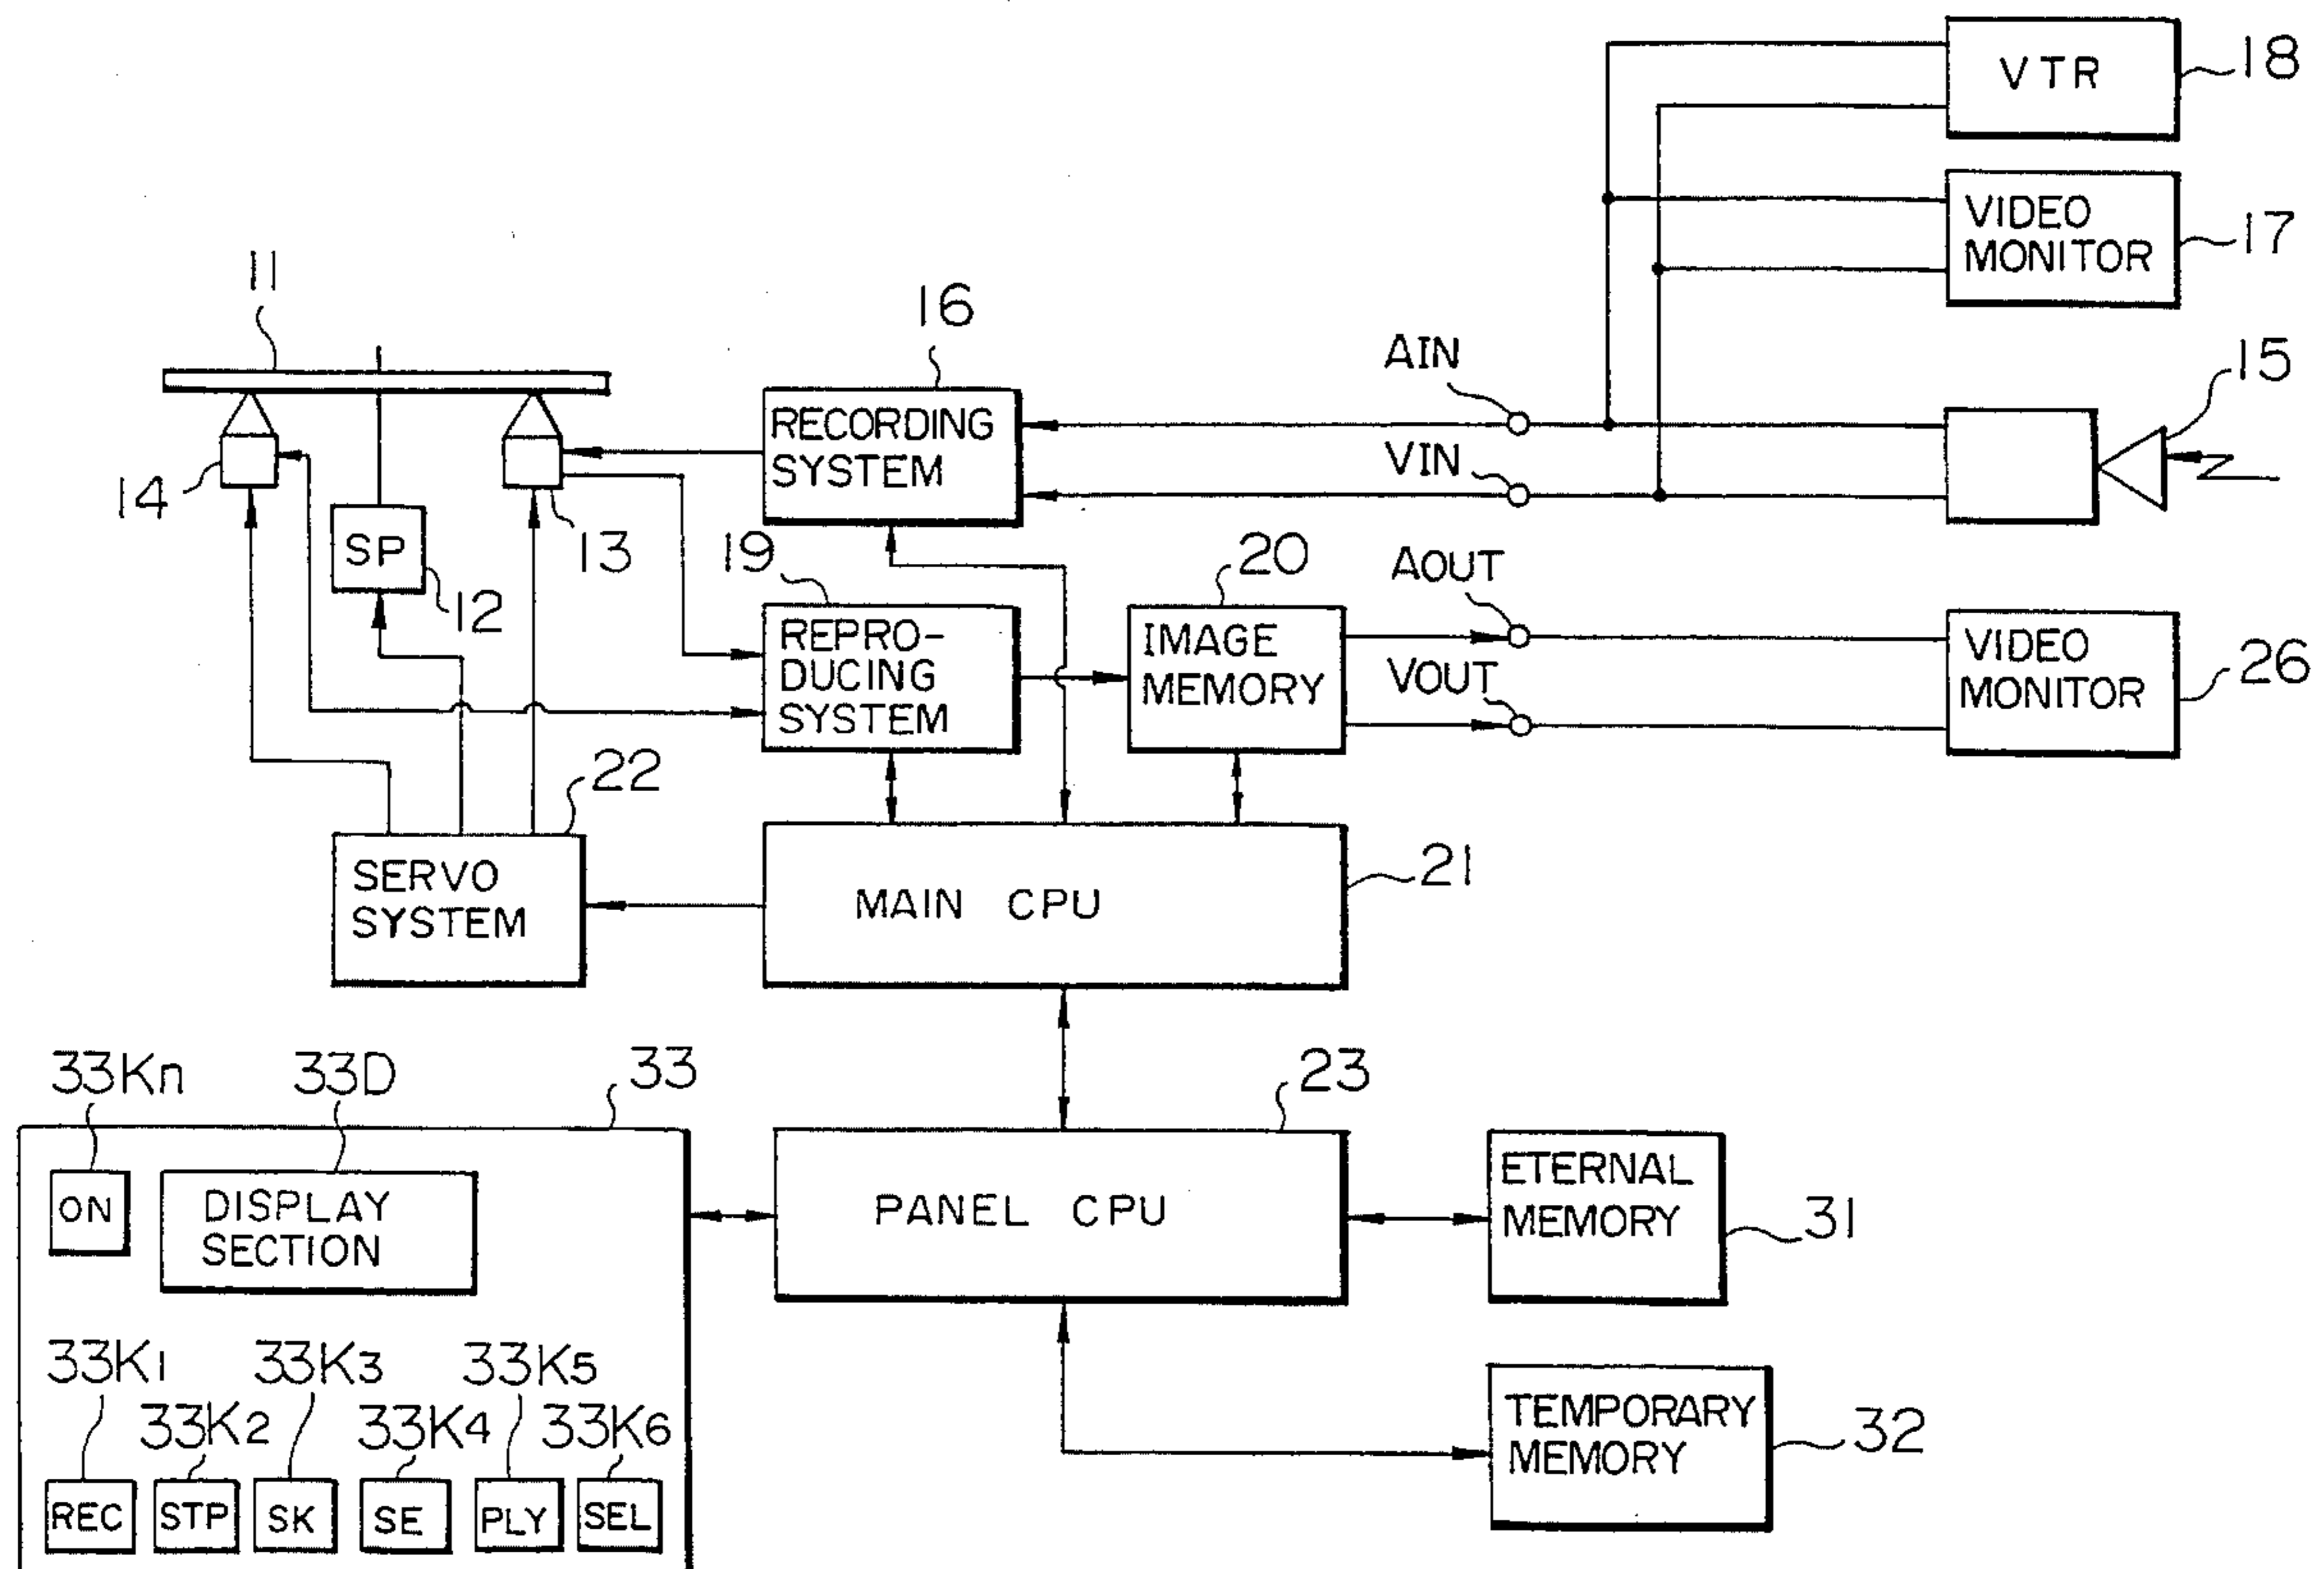 VTR
18
VIDEO
MONITOR
17
11
16
AIN
15
RECORDING
SYSTEM
VIN
14
SP
13
12
19
20
AOUT
REPRO-
DUCING
SYSTEM
IMAGE
MEMORY
VOUT
VIDEO
MONITOR
26
22
SERVO
SYSTEM
MAIN CPU
21
33Kn
33D
33
23
ON
DISPLAY
SECTION
PANEL CPU
ETERNAL
MEMORY
31
33K1
33K3
33K5
33K2
33K4
33K6
TEMPORARY
MEMORY
32
REC
STP
SK
SE
PLY
SEL